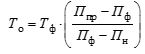 Tо = Tф · ( (Ппр − Пф) / (Пф − Пн) )